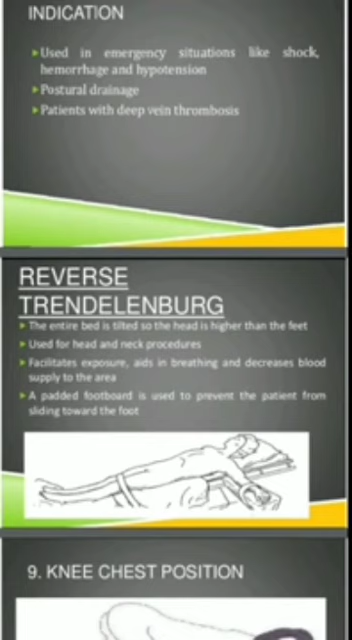 INDICATION
Used in emergency situations like shock,
hemorrhage and hypotension
Postural drainage
Patients with deep vein thrombosis
REVERSE
TRENDELENBURG
The entire bed is tilted so the head is higher than the feet
Used for head and neck procedures
Facilitates exposure, aids in breathing and decreases blood
supply to the area
A padded footboard is used to prevent the patient from
sliding toward the foot
9. KNEE CHEST POSITION